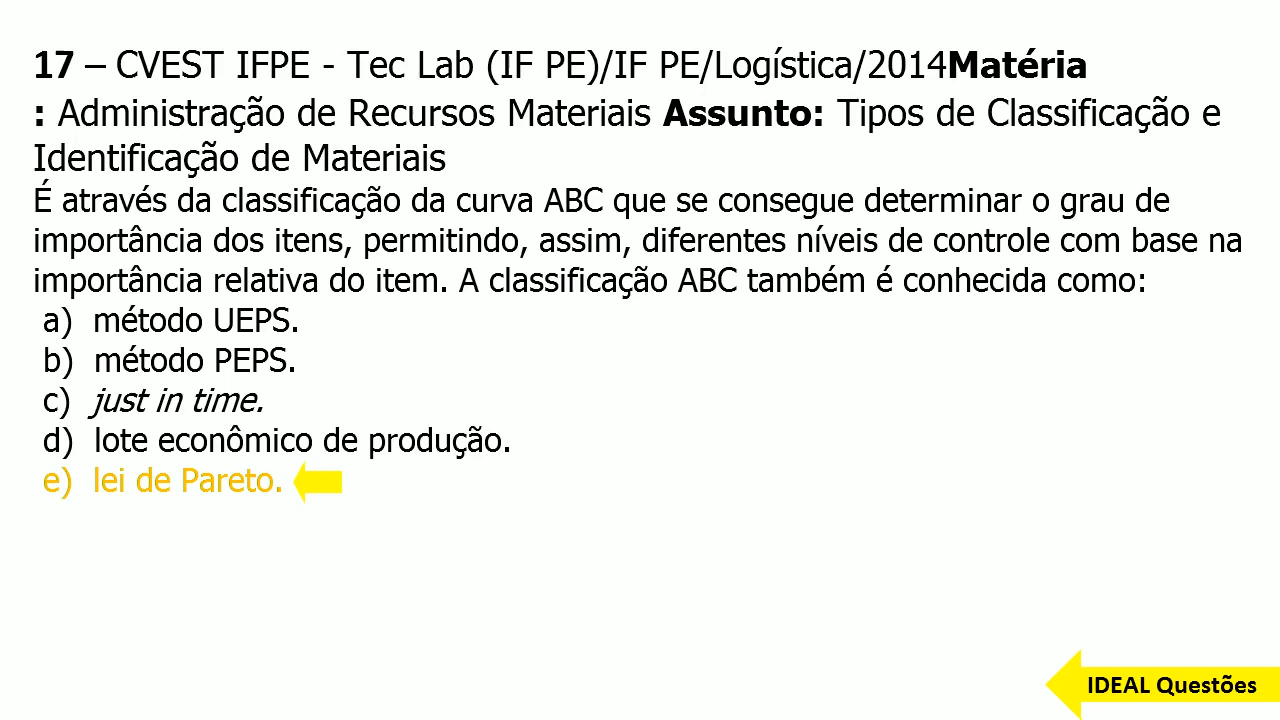 17 – CVEST IFPE - Tec Lab (IF PE)/IF PE/Logística/2014Matéria
: Administração de Recursos Materiais Assunto: Tipos de Classificação e
Identificação de Materiais
É através da classificação da curva ABC que se consegue determinar o grau de
importância dos itens, permitindo, assim, diferentes níveis de controle com base na
importância relativa do item. A classificação ABC também é conhecida como:
a) método UEPS.
b) método PEPS.
c) just in time.
d) lote econômico de produção.
e) lei de Pareto.
IDEAL Questões